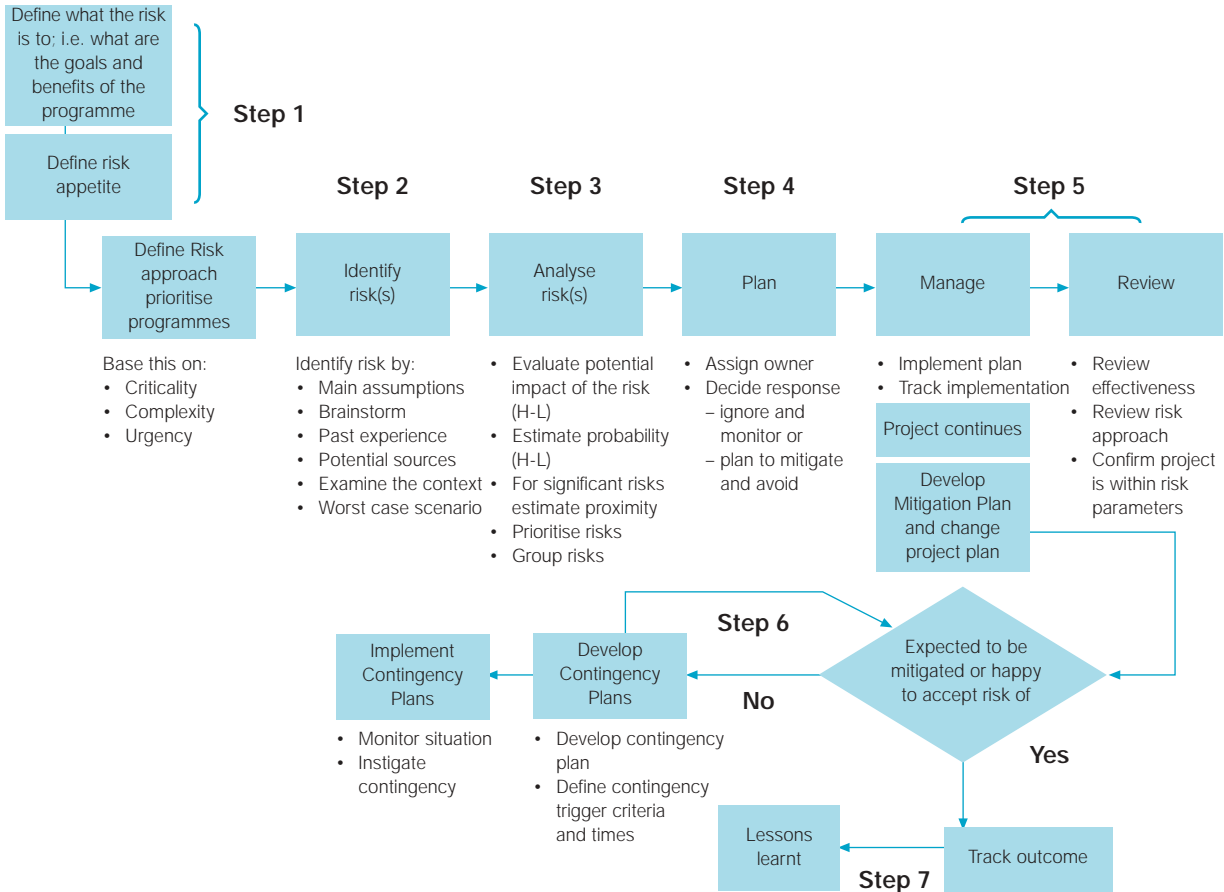 Define what the risk
is to; i.e. what are
the goals and
benefits of the
programme
Step 1
Define risk
appetite
Step 2
Step 3
Step 4
Step 5
Define Risk
approach
prioritise
programmes
Identify
risk(s)
Analyse
risk(s)
Plan
Manage
Review
Base this on:
• Criticality
• Complexity
• Urgency
Identify risk by:
• Main assumptions
• Brainstorm
• Past experience
• Potential sources
• Examine the context
• Worst case scenario
• Evaluate potential
impact of the risk
(H-L)
• Estimate probability
(H-L)
• For significant risks
estimate proximity
• Prioritise risks
• Group risks
• Assign owner
• Decide response
– ignore and
monitor or
– plan to mitigate
and avoid
• Implement plan
• Track implementation
Project continues
Develop
Mitigation Plan
and change
project plan
• Review
effectiveness
• Review risk
approach
• Confirm project
is within risk
parameters
Step 6
Implement
Contingency
Plans
Develop
Contingency
Plans
No
Expected to be
mitigated or happy
to accept risk of
Yes
• Monitor situation
• Instigate
contingency
• Develop contingency
plan
• Define contingency
trigger criteria
and times
Lessons
learnt
Step 7
Track outcome